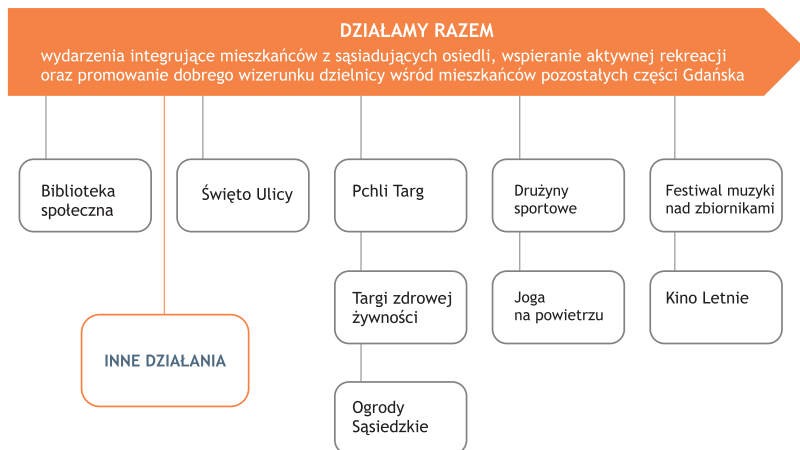 DZIAŁAMY RAZEM
wydarzenia integrujące mieszkańców z sąsiadujących osiedli, wspieranie aktywnej rekreacji
oraz promowanie dobrego wizerunku dzielnicy wśród mieszkańców pozostałych części Gdańska
Biblioteka
społeczna
Święto Ulicy
Pchli Targ
Drużyny
sportowe
Festiwal muzyki
nad zbiornikami
Targi zdrowej
żywności
Joga
na powietrzu
Kino Letnie
INNE DZIAŁANIA
Ogrody
Sąsiedzkie